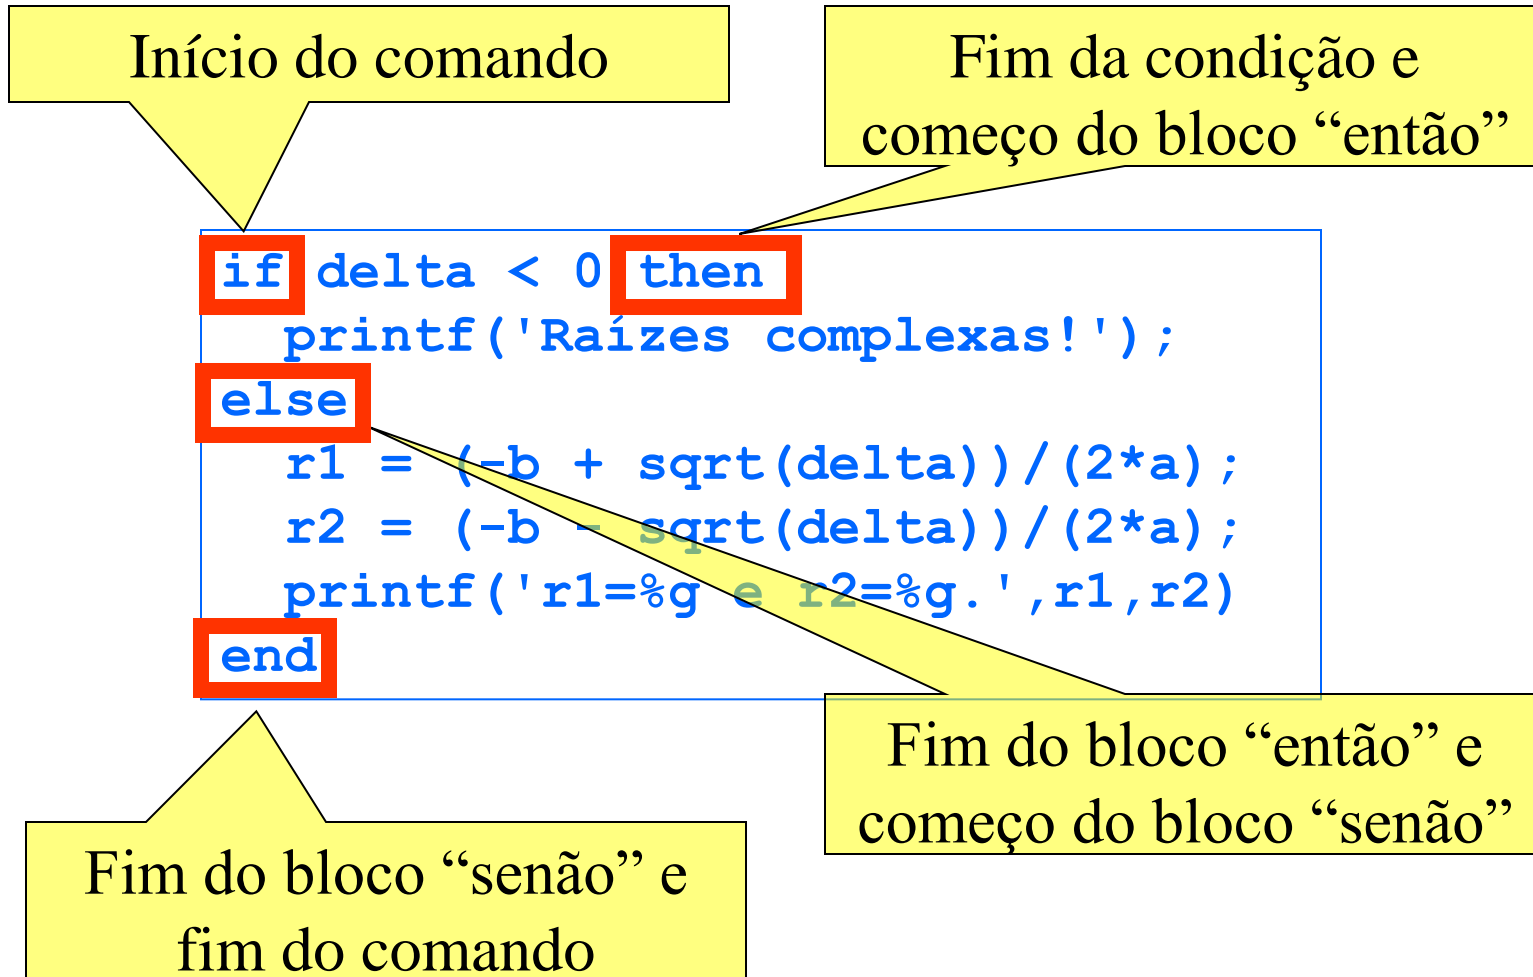 Início do comando
Fim da condição e
começo do bloco “então”
if delta < 0 then
printf('Raízes complexas!');
else
r1 = (-b + sqrt(delta))/(2*a);
r2 = (-b - sqrt(delta))/(2*a);
printf('r1=%g e r2=%g.',r1,r2)
end
Fim do bloco “então” e
começo do bloco “senão”
Fim do bloco “senão” e
fim do comando